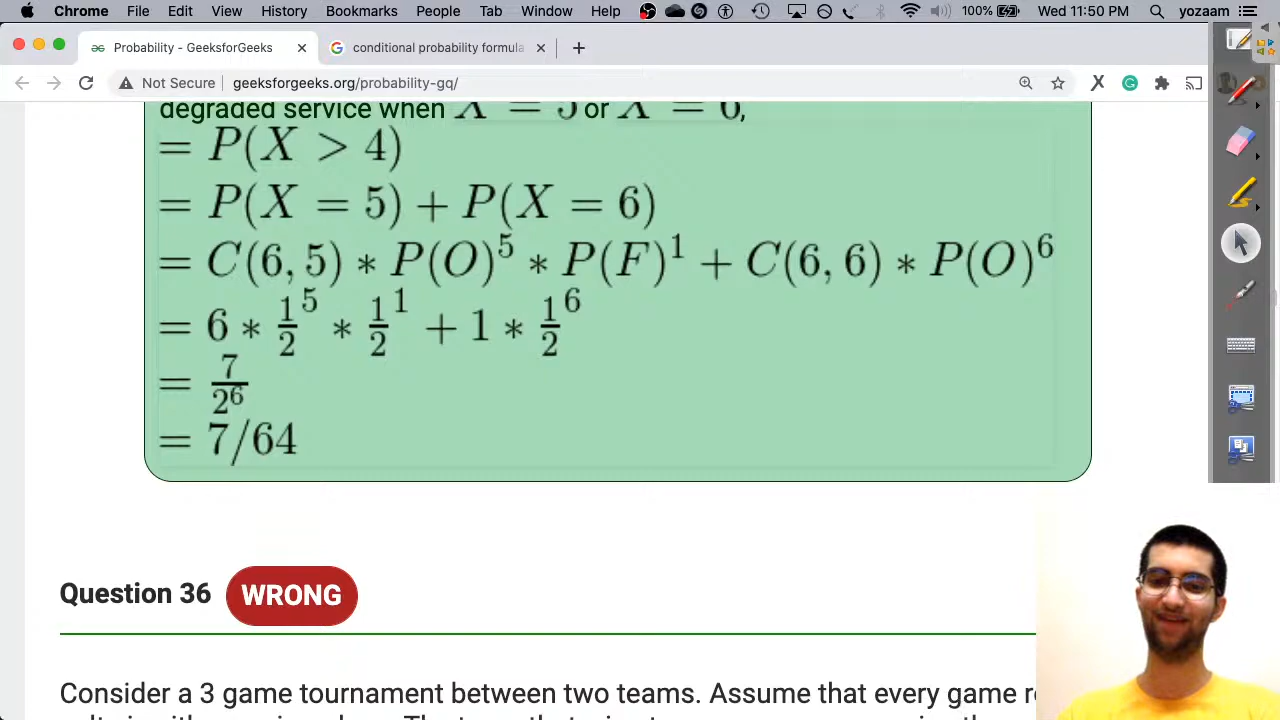 Chrome File Edit View History Bookmarks People Tab Window Help 100% Wed 11:50 PM yozaam
Probability - GeeksforGeeks conditional probability formula
Not Secure geeksforgeeks.org/probability-gq/
degraded service when X = 5 or X = 6,
= P(X > 4)
= P(X = 5) + P(X = 6)
= C(6, 5) * P(O)^5 * P(F)^1 + C(6, 6) * P(O)^6
= 6 * 1/2^5 * 1/2^1 + 1 * 1/2^6
= 7/2^6
= 7/64
Question 36 WRONG
Consider a 3 game tournament between two teams. Assume that every game